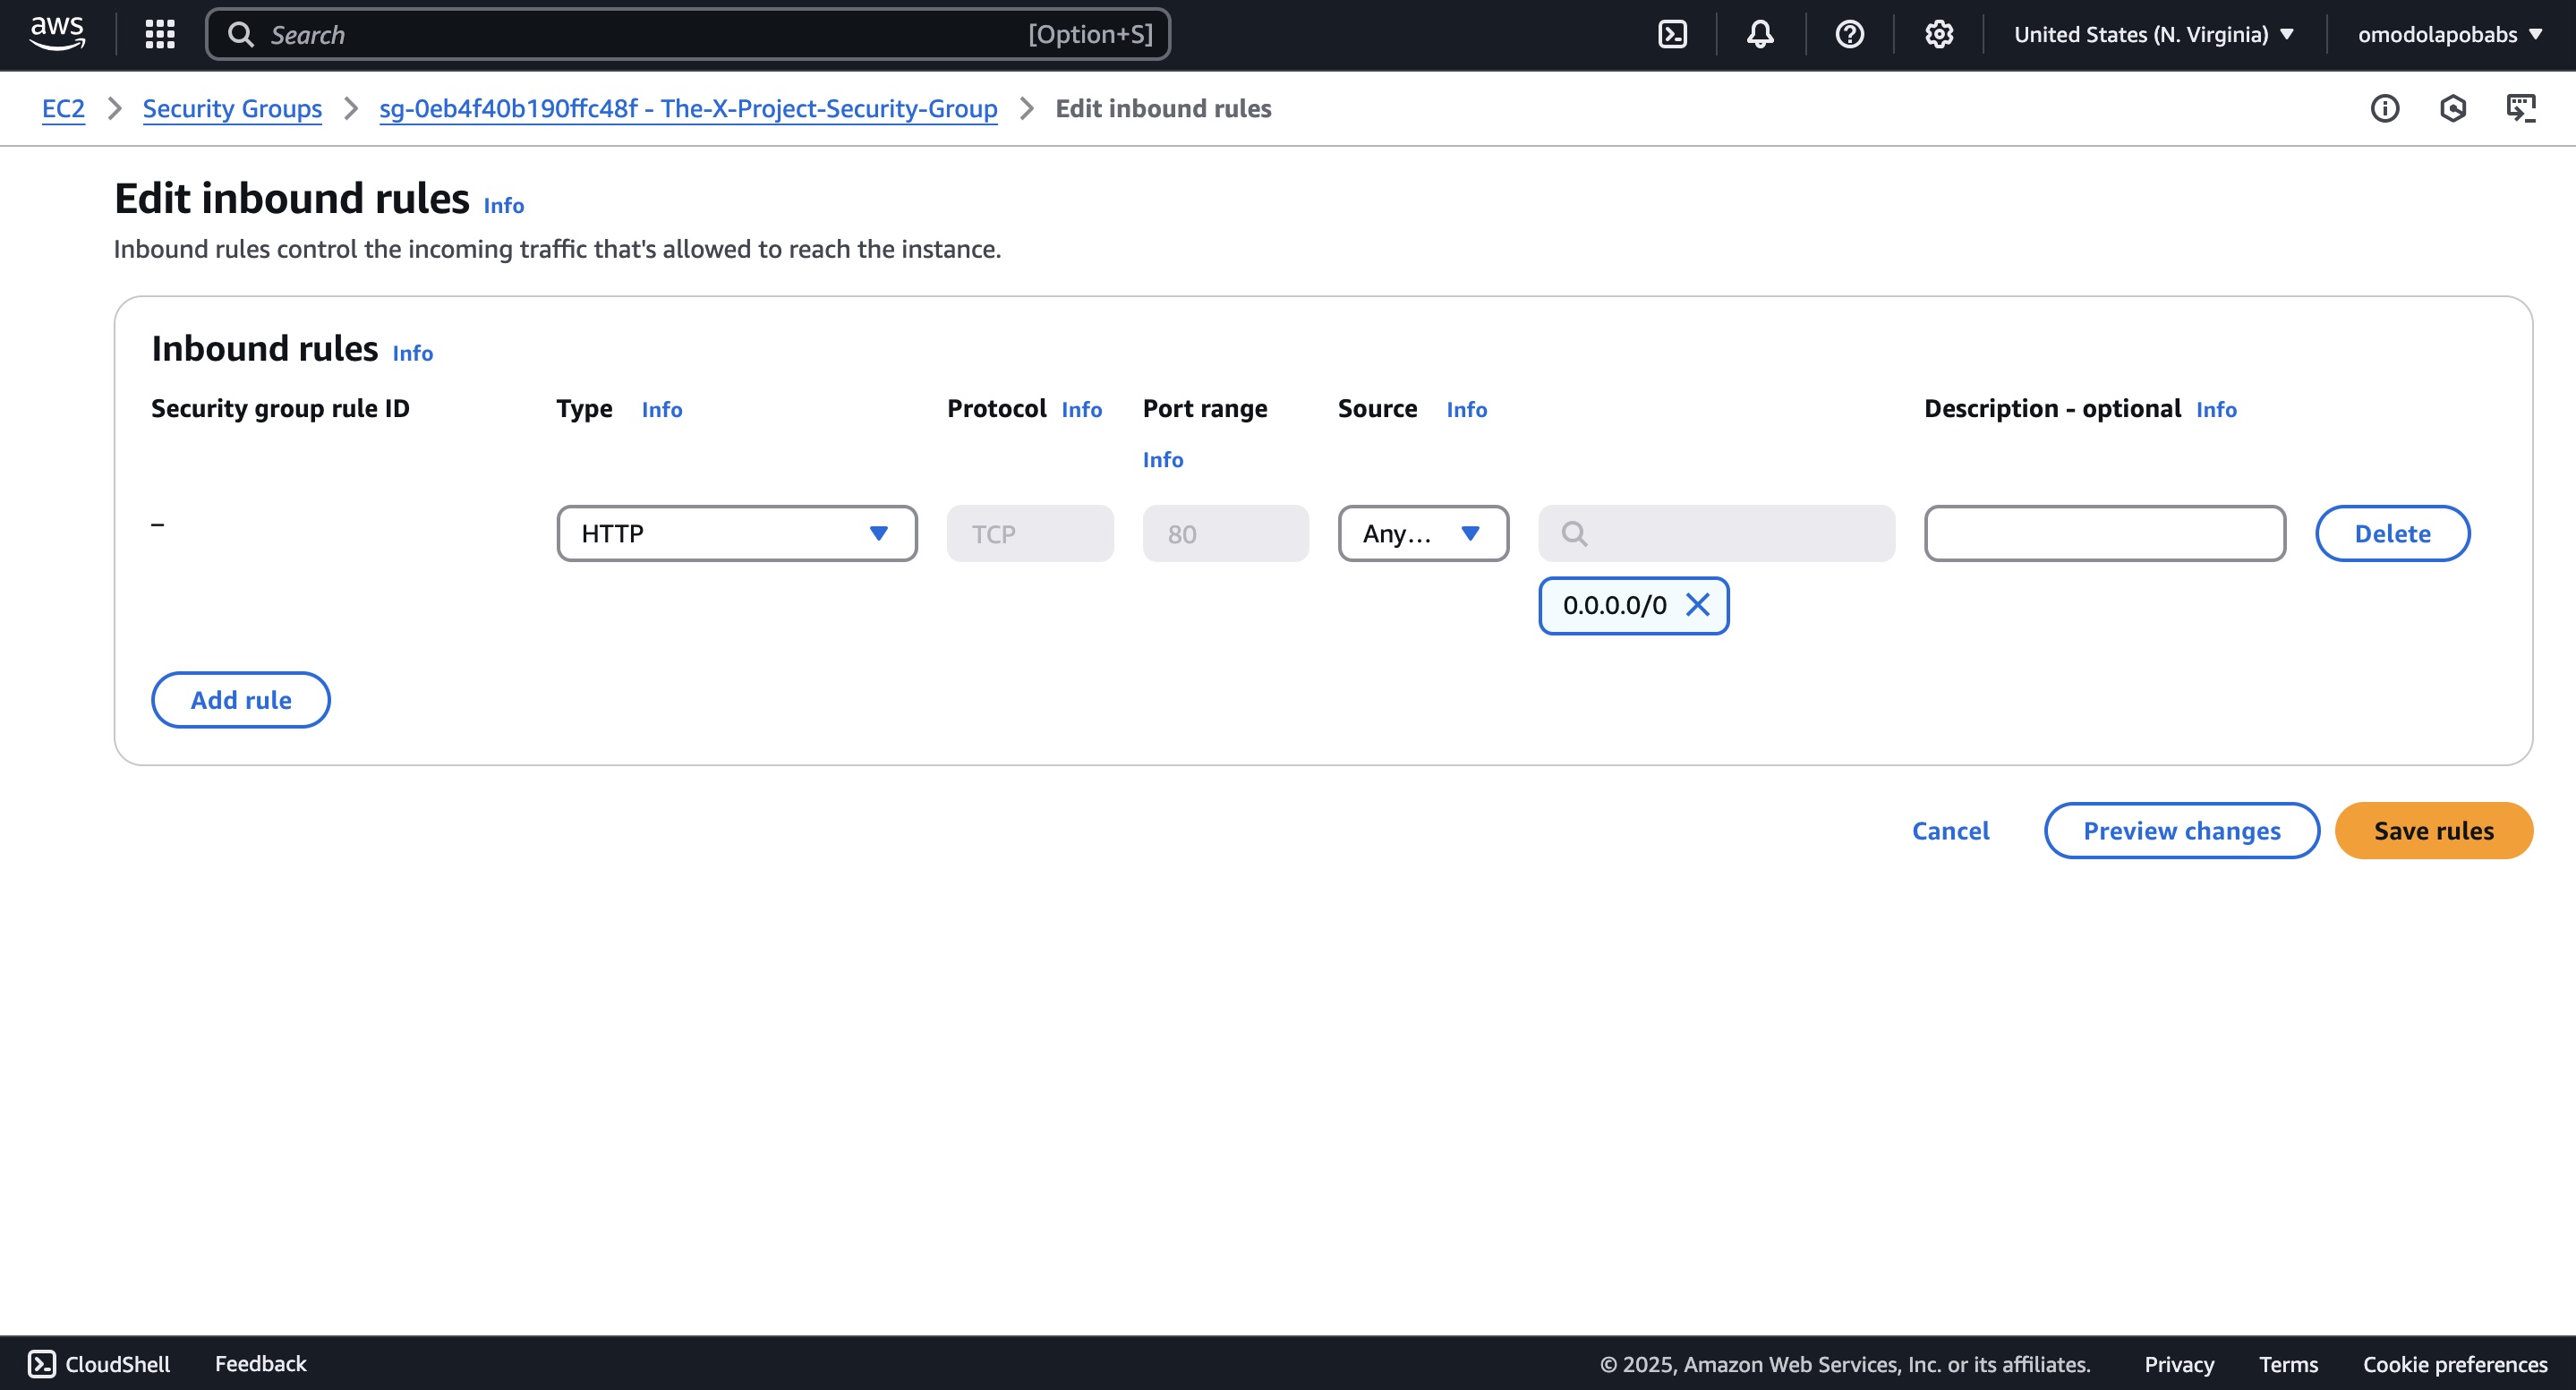 aws
Search [Option+S]
United States (N. Virginia)
omodolapobabs
EC2 Security Groups sg-0eb4f40b190ffc48f - The-X-Project-Security-Group Edit inbound rules
Edit inbound rules Info
Inbound rules control the incoming traffic that's allowed to reach the instance.
Inbound rules Info
Security group rule ID Type Info Protocol Info Port range Source Info Description - optional Info
Info
– HTTP TCP 80 Any... Delete
0.0.0.0/0
Add rule
Cancel Preview changes Save rules
CloudShell Feedback © 2025, Amazon Web Services, Inc. or its affiliates. Privacy Terms Cookie preferences